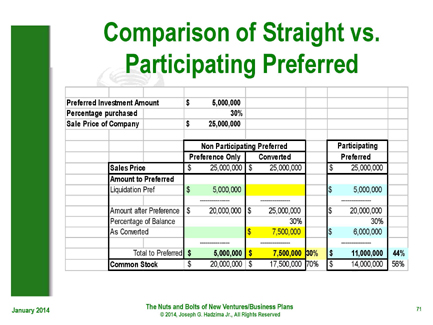 Comparison of Straight vs.
Participating Preferred
Preferred Investment Amount $ 5,000,000
Percentage purchased 30%
Sale Price of Company $ 25,000,000
Non Participating Preferred Participating
Preference Only Converted Preferred
Sales Price $ 25,000,000 $ 25,000,000 $ 25,000,000
Amount to Preferred
Liquidation Pref $ 5,000,000 $ 5,000,000
Amount after Preference $ 20,000,000 $ 25,000,000 $ 20,000,000
Percentage of Balance 30% 30%
As Converted $ 7,500,000 $ 6,000,000
Total to Preferred $ 5,000,000 $ 7,500,000 30% $ 11,000,000 44%
Common Stock $ 20,000,000 $ 17,500,000 70% $ 14,000,000 56%
January 2014
The Nuts and Bolts of New Ventures/Business Plans
© 2014, Joseph G. Hadzima Jr., All Rights Reserved
71